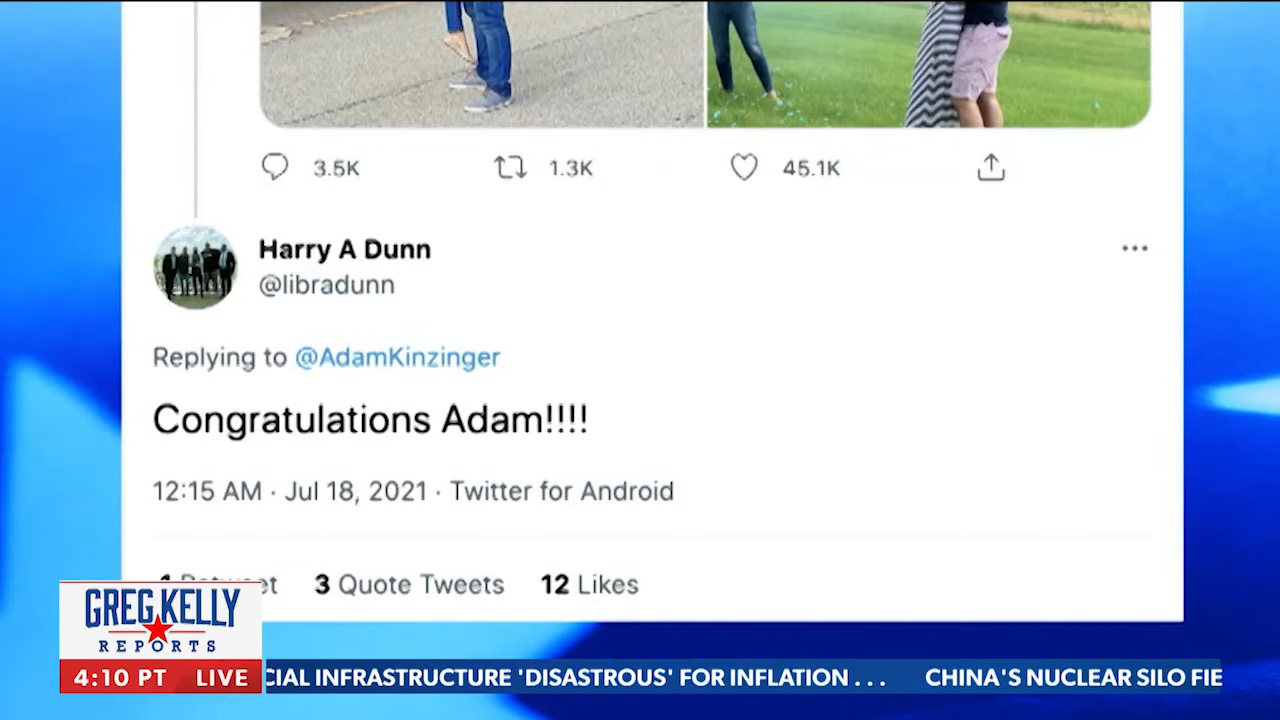 3.5K 1.3K 45.1K
Harry A Dunn
@libradunn
Replying to @AdamKinzinger
Congratulations Adam!!!!
12:15 AM · Jul 18, 2021 · Twitter for Android
3 Quote Tweets 12 Likes
GREG KELLY
REPORTS
4:10 PT LIVE
CIAL INFRASTRUCTURE 'DISASTROUS' FOR INFLATION . . . CHINA'S NUCLEAR SILO FIE